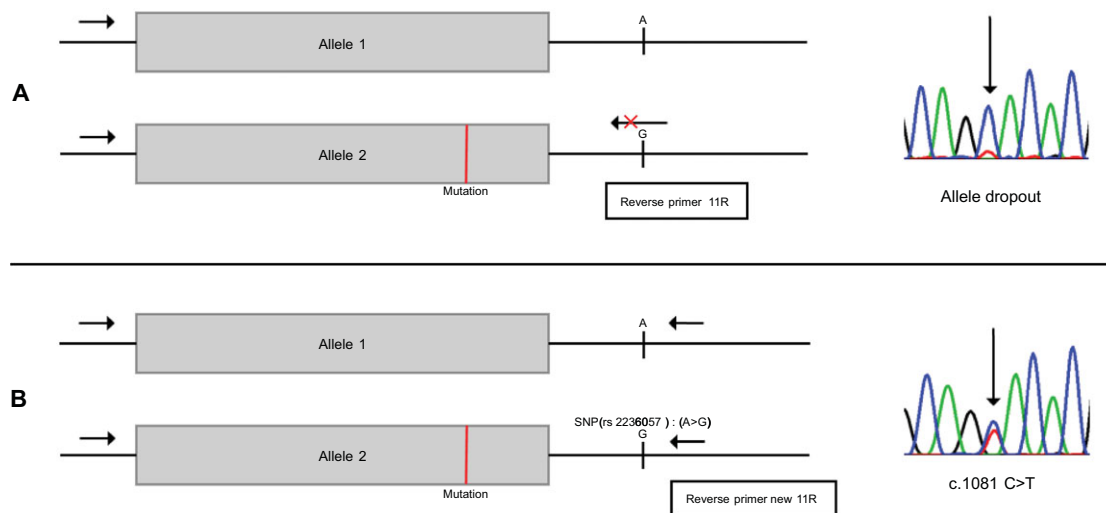 A
Allele 1
A
G
Allele 2
Mutation
Reverse primer 11R
Allele dropout
A
Allele 1
B
SNP(rs 2236057 ) : (A>G)
G
Allele 2
Mutation
Reverse primer new 11R
c.1081 C>T